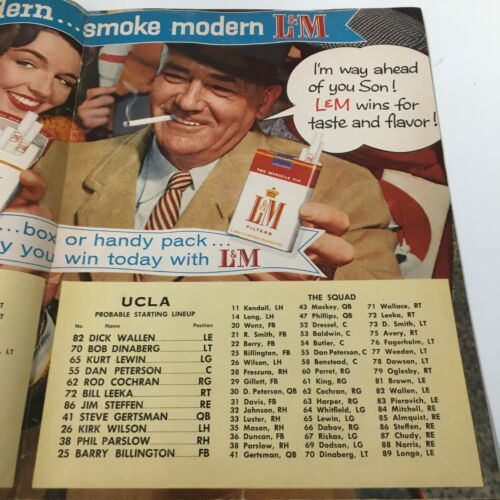 dern...smoke modern L&M
I'm way ahead
of you Son!
L&M wins for
taste and flavor!
THE MIRACLE TIP
L&M
FILTERS
...box or handy pack...
y you win today with L&M
UCLA
PROBABLE STARTING LINEUP
No. Name Position
82 DICK WALLEN LE
70 BOB DINABERG LT
65 KURT LEWIN LG
55 DAN PETERSON C
62 ROD COCHRAN RG
72 BILL LEEKA RT
86 JIM STEFFEN RE
41 STEVE GERTSMAN QB
26 KIRK WILSON LH
38 PHIL PARSLOW RH
25 BARRY BILLINGTON FB
THE SQUAD
11 Kendall, LH
14 Long, LH
20 Wenz, FB
21 R. Smith, FB
22 Berry, FB
25 Billington, FB
26 Wilson, LH
28 Frescura, RH
29 Gillett, FB
30 D. Peterson, QB
31 Davis, FB
32 Johnson, RH
33 Luster, RH
35 Mason, RH
36 Duncan, FB
38 Parslow, RH
41 Gertsman, QB
43 Mackey, QB
47 Phillips, QB
52 Dressel, C
53 Baldwin, C
54 Butler, C
55 Dan Peterson, C
58 Benstead, C
60 Perret, RG
61 King, RG
62 Cochran, RG
63 Harper, RG
64 Whitfield, LG
65 Lewin, LG
66 Dabov, RG
67 Riskas, LG
69 Dodson, LG
70 Dinaberg, LT
71 Wallace, RT
72 Leeka, RT
73 D. Smith, LT
75 Avery, RT
76 Fagerholm, LT
77 Weeden, LT
78 Dawson, LT
79 Oglesby, RT
81 Brown, LE
82 Wallen, LE
83 Pierovich, LE
84 Mitchell, RE
85 Almquist, RE
86 Steffen, RE
87 Chudy, RE
88 Norris, RE
89 Longo, LE
LT